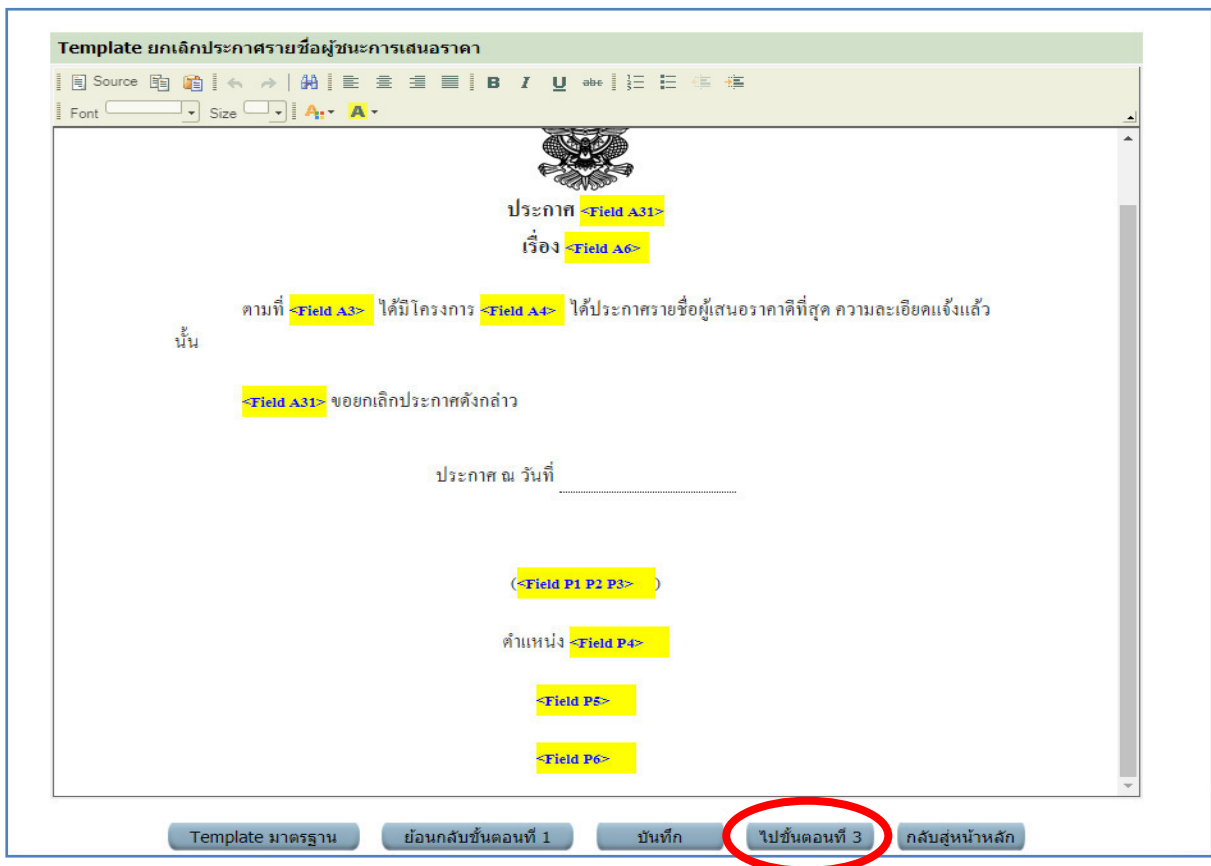 Template ยกเลิกประกาศรายชื่อผู้ชนะการเสนอราคา
Source B I U abc
Font Size A A
ประกาศ <Field A31>
เรื่อง <Field A6>
ตามที่ <Field A3> ได้มีโครงการ <Field A4> ได้ประกาศรายชื่อผู้เสนอราคาดีที่สุด ความละเอียดแจ้งแล้ว
นั้น
<Field A31> ขอยกเลิกประกาศดังกล่าว
ประกาศ ณ วันที่
(<Field P1 P2 P3> )
ตำแหน่ง <Field P4>
<Field P5>
<Field P6>
Template มาตรฐาน ย้อนกลับขั้นตอนที่ 1 บันทึก ไปขั้นตอนที่ 3 กลับสู่หน้าหลัก